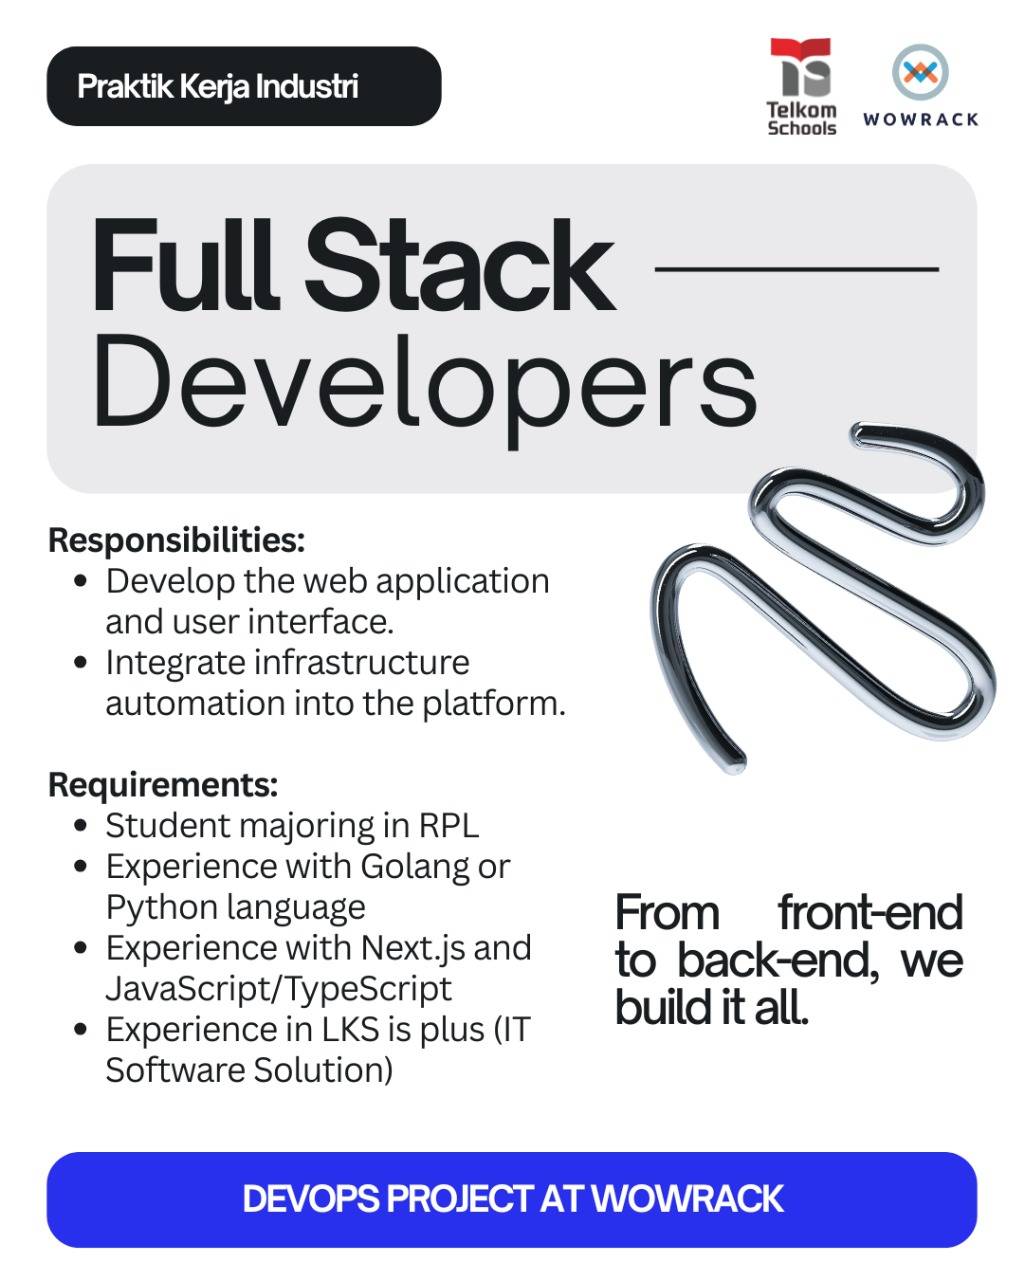 Praktik Kerja Industri
Telkom
Schools
WOWRACK
Full Stack
Developers
Responsibilities:
• Develop the web application
and user interface.
• Integrate infrastructure
automation into the platform.
Requirements:
• Student majoring in RPL
• Experience with Golang or
Python language
• Experience with Next.js and
JavaScript/TypeScript
• Experience in LKS is plus (IT
Software Solution)
From front-end
to back-end, we
build it all.
DEVOPS PROJECT AT WOWRACK